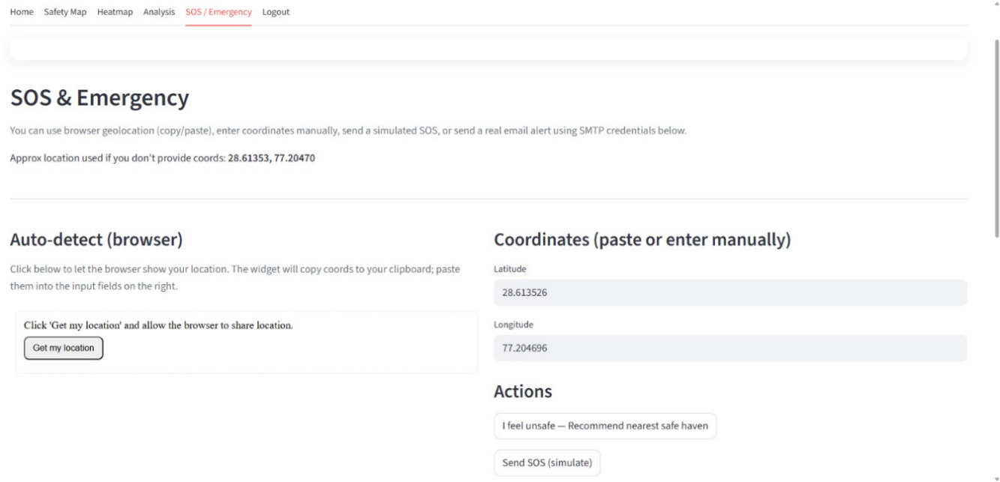 Home Safety Map Heatmap Analysis SOS / Emergency Logout
SOS & Emergency
You can use browser geolocation (copy/paste), enter coordinates manually, send a simulated SOS, or send a real email alert using SMTP credentials below.
Approx location used if you don't provide coords: 28.61353, 77.20470
Auto-detect (browser)
Click below to let the browser show your location. The widget will copy coords to your clipboard; paste
them into the input fields on the right.
Click 'Get my location' and allow the browser to share location.
Get my location
Coordinates (paste or enter manually)
Latitude
28.613526
Longitude
77.204696
Actions
I feel unsafe — Recommend nearest safe haven
Send SOS (simulate)